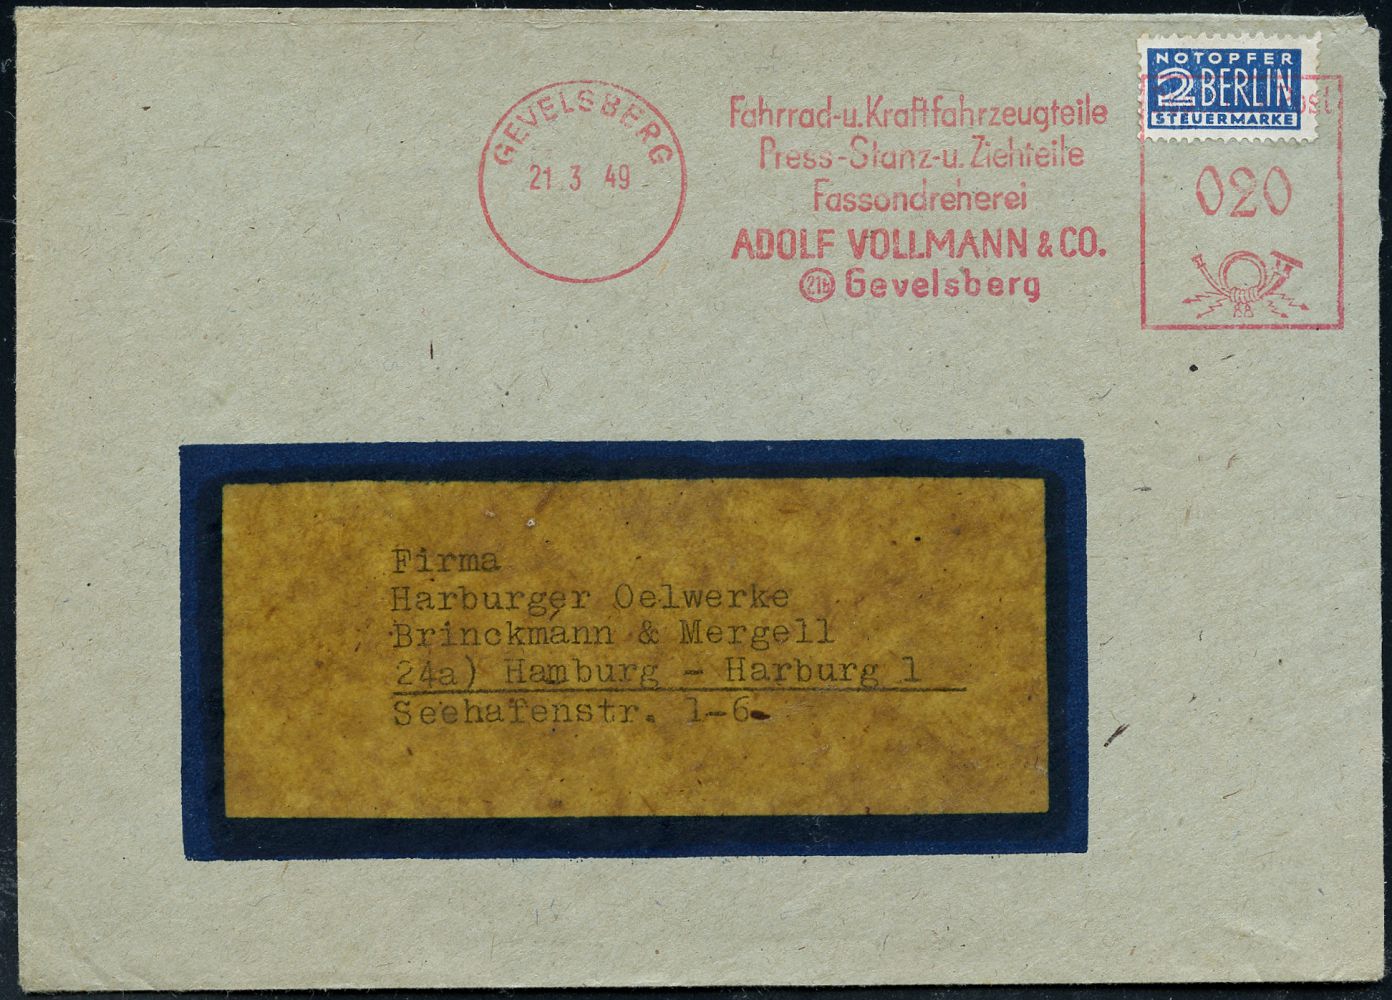 GEVELSBERG
21 3 49
Fahrrad-u.Kraftfahrzeugteile
Press-Stanz-u. Ziehteile
Fassondreherei
ADOLF VOLLMANN & CO.
21b Gevelsberg
NOTOPFER
2 BERLIN
STEUERMARKE
Post
020
Firma
Harburger Oelwerke
Brinckmann & Mergell
24a) Hamburg - Harburg 1
Seehafenstr. 1-6